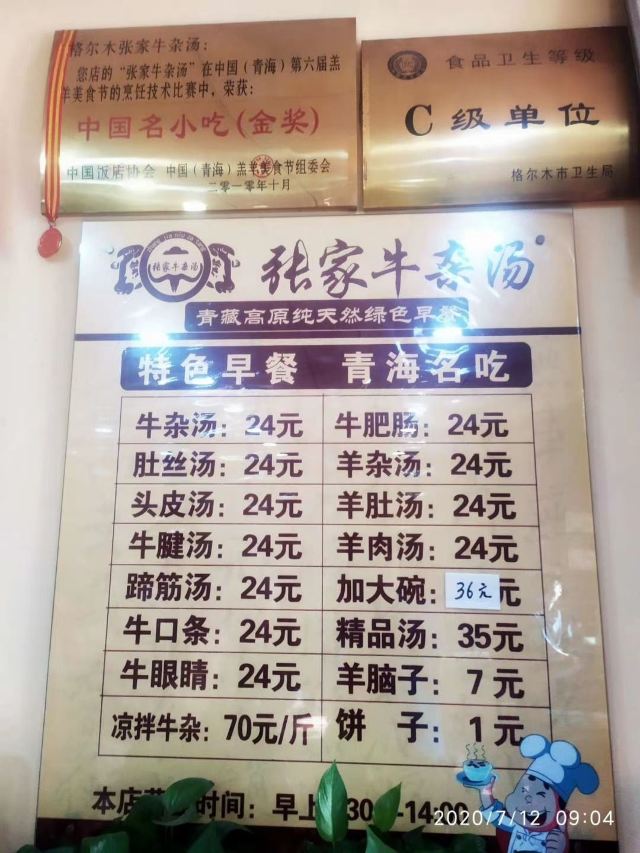 格尔木张家牛杂汤:
您店的“张家牛杂汤”在中国(青海)第六届羔
羊美食节的烹饪技术比赛中,荣获:
中国名小吃(金奖)
中国饭店协会 中国(青海)羔羊美食节组委会
二零一零年十月
食品卫生等级
C级单位
格尔木市卫生局
张家牛杂汤
张家牛杂汤
青藏高原纯天然绿色早餐
特色早餐 青海名吃
牛杂汤:24元 牛肥肠:24元
肚丝汤:24元 羊杂汤:24元
头皮汤:24元 羊肚汤:24元
牛腱汤:24元 羊肉汤:24元
蹄筋汤:24元 加大碗:36元元
牛口条:24元 精品汤:35元
牛眼睛:24元 羊脑子:7元
凉拌牛杂:70元/斤 饼 子:1元
本店 时间:早上 30 -14:00
2020/7/12 09:04